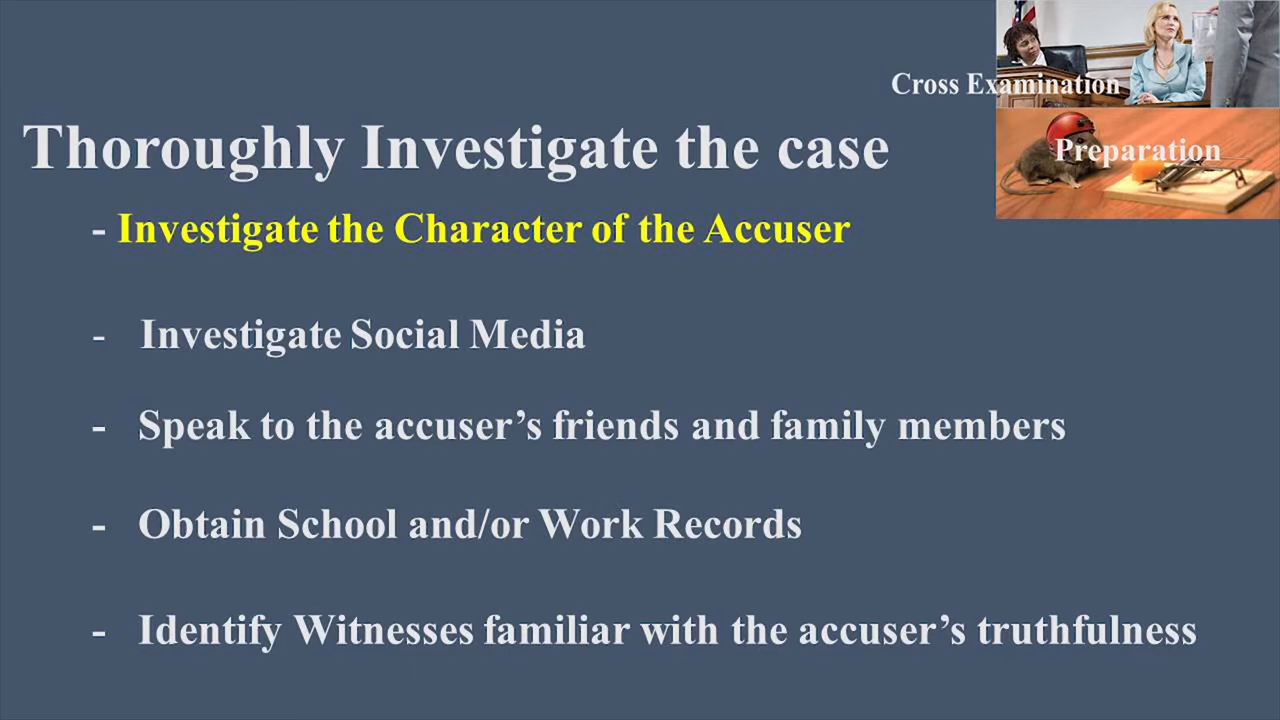 Cross Examination
Thoroughly Investigate the case
Preparation
- Investigate the Character of the Accuser
- Investigate Social Media
- Speak to the accuser’s friends and family members
- Obtain School and/or Work Records
- Identify Witnesses familiar with the accuser’s truthfulness